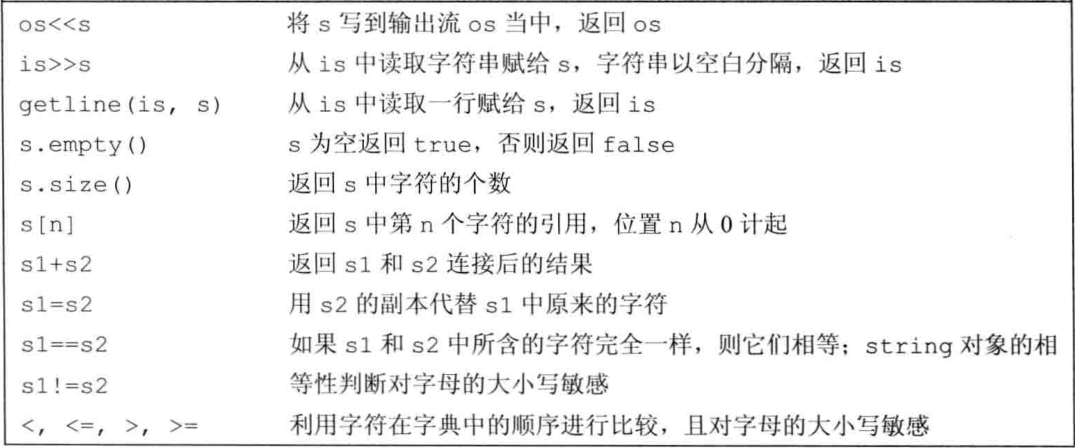 os<<s 将 s 写到输出流 os 当中，返回 os
is>>s 从 is 中读取字符串赋给 s，字符串以空白分隔，返回 is
getline(is, s) 从 is 中读取一行赋给 s，返回 is
s.empty() s 为空返回 true，否则返回 false
s.size() 返回 s 中字符的个数
s[n] 返回 s 中第 n 个字符的引用，位置 n 从 0 计起
s1+s2 返回 s1 和 s2 连接后的结果
s1=s2 用 s2 的副本代替 s1 中原来的字符
s1==s2 如果 s1 和 s2 中所含的字符完全一样，则它们相等；string 对象的相
s1!=s2 等性判断对字母的大小写敏感
<, <=, >, >= 利用字符在字典中的顺序进行比较，且对字母的大小写敏感